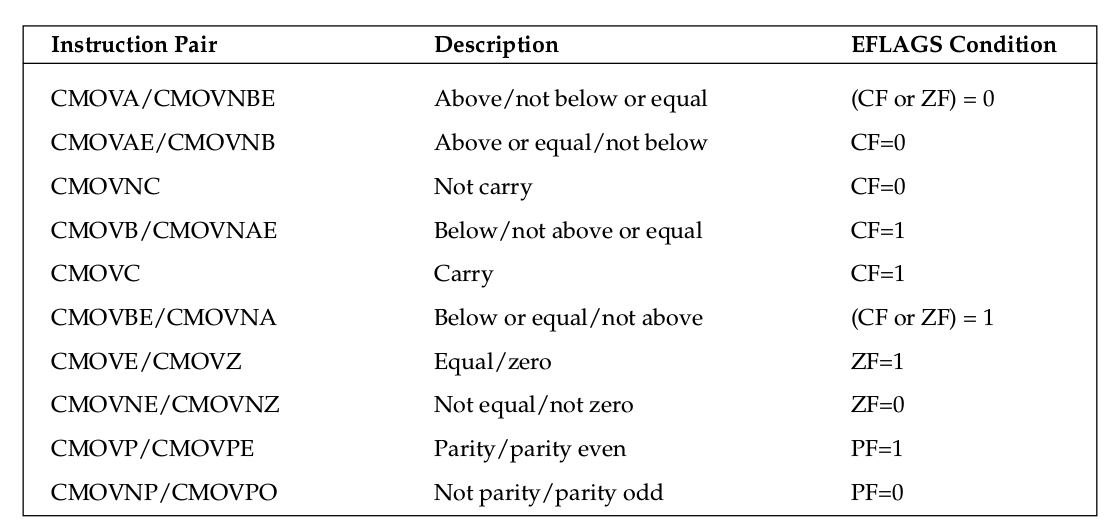 Instruction Pair Description EFLAGS Condition
CMOVA/CMOVNBE Above/not below or equal (CF or ZF) = 0
CMOVAE/CMOVNB Above or equal/not below CF=0
CMOVNC Not carry CF=0
CMOVB/CMOVNAE Below/not above or equal CF=1
CMOVC Carry CF=1
CMOVBE/CMOVNA Below or equal/not above (CF or ZF) = 1
CMOVE/CMOVZ Equal/zero ZF=1
CMOVNE/CMOVNZ Not equal/not zero ZF=0
CMOVP/CMOVPE Parity/parity even PF=1
CMOVNP/CMOVPO Not parity/parity odd PF=0